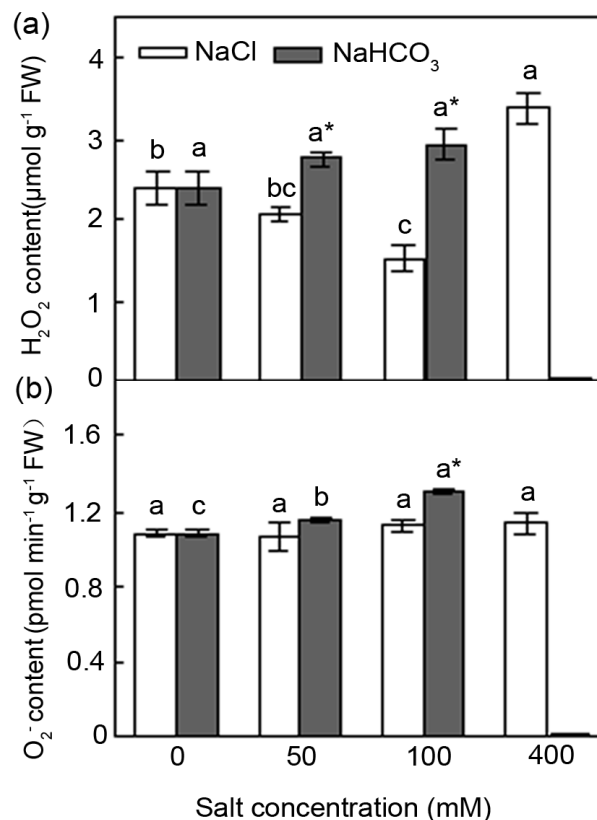 (a)
NaCl NaHCO₃
H₂O₂ content(μmol g⁻¹ FW)
4
3
2
1
0
b a bc a* c a* a
(b)
O₂⁻ content (pmol min⁻¹ g⁻¹ FW)
1.6
1.2
0.8
0.4
0
a c a b a a* a
0 50 100 400
Salt concentration (mM)